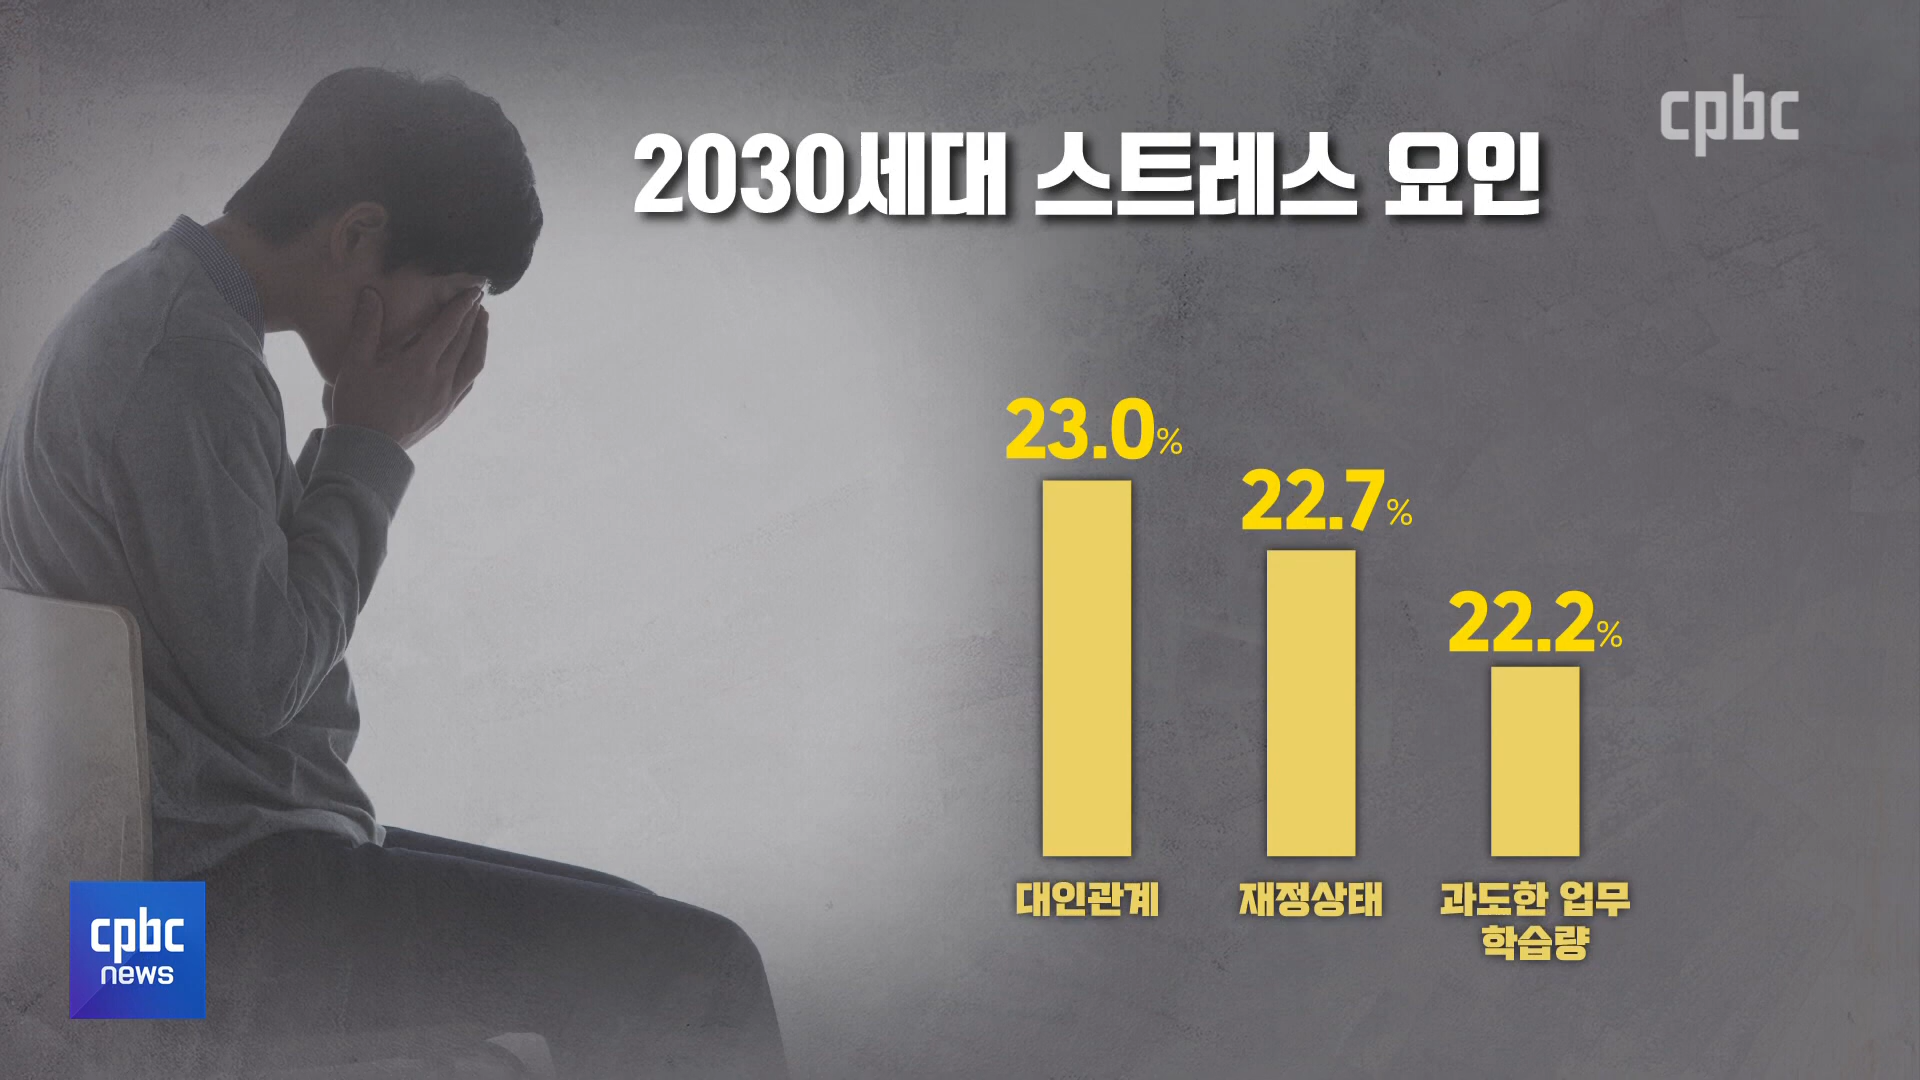 cpbc
2030세대 스트레스 요인
23.0%
22.7%
22.2%
대인관계
재정상태
과도한 업무
학습량
cpbc
news